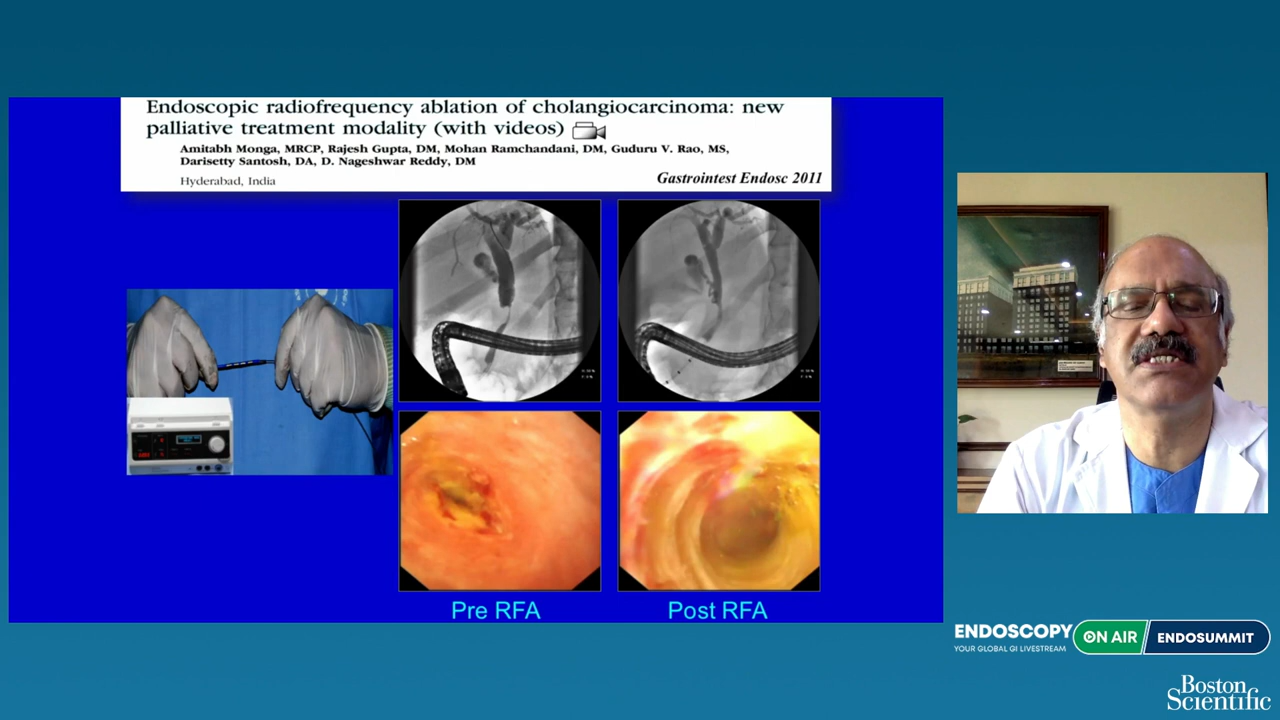 Endoscopic radiofrequency ablation of cholangiocarcinoma: new
palliative treatment modality (with videos)
Amitabh Monga, MRCP, Rajesh Gupta, DM, Mohan Ramchandani, DM, Guduru V. Rao, MS,
Darisetty Santosh, DA, D. Nageshwar Reddy, DM
Hyderabad, India
Gastrointest Endosc 2011
Pre RFA
Post RFA
ENDOSCOPY
YOUR GLOBAL GI LIVESTREAM
ON AIR
ENDOSUMMIT
Boston
Scientific